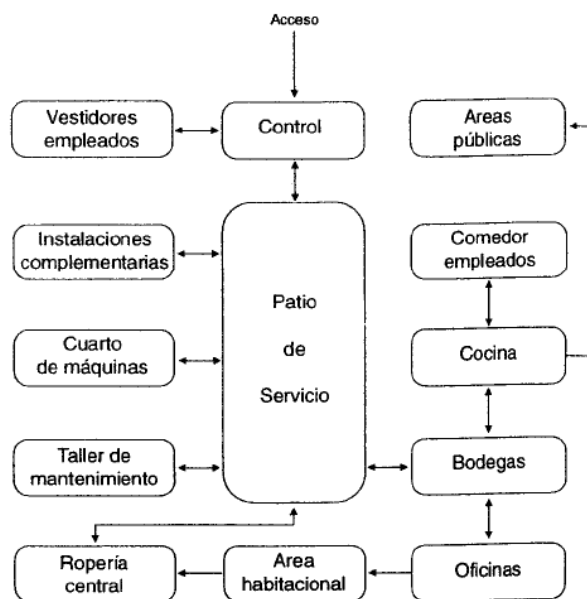 Acceso
Vestidores
empleados
Control
Areas
públicas
Instalaciones
complementarias
Comedor
empleados
Patio
de
Servicio
Cuarto
de máquinas
Cocina
Taller de
mantenimiento
Bodegas
Ropería
central
Area
habitacional
Oficinas